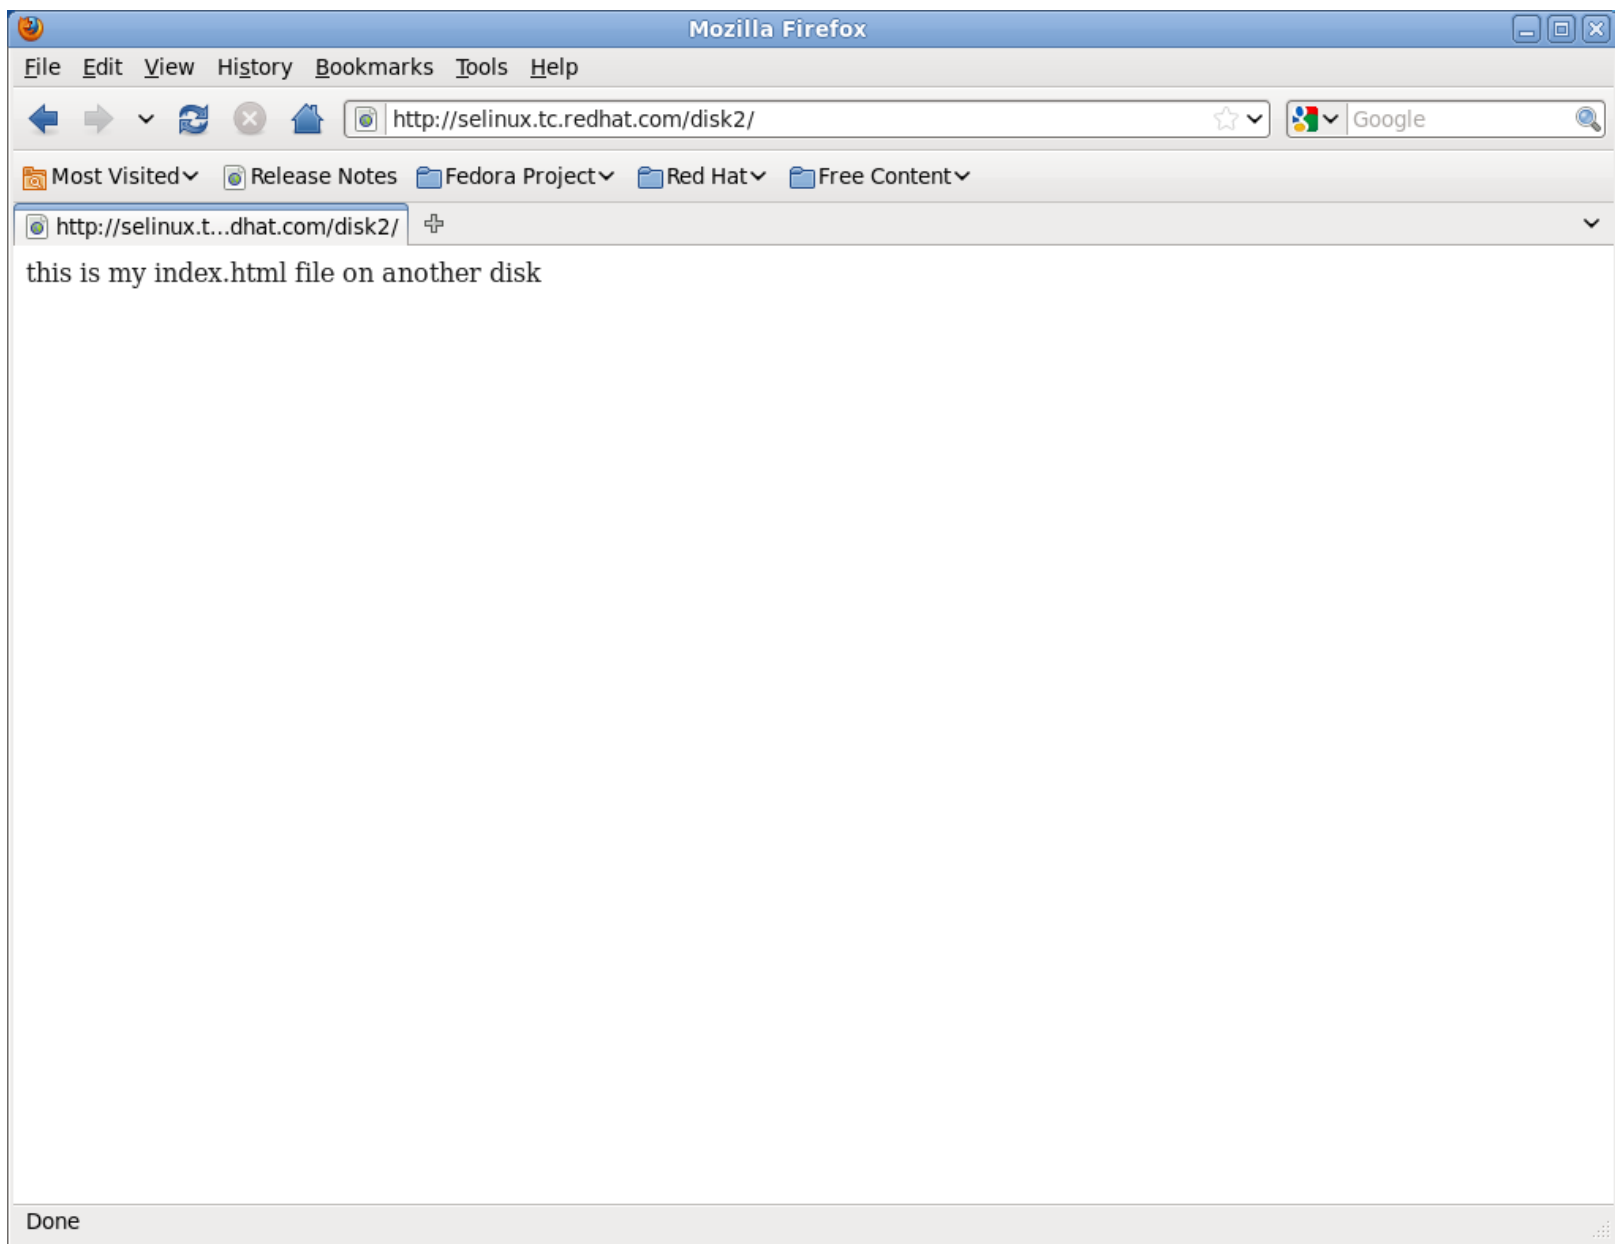 Mozilla Firefox
File Edit View History Bookmarks Tools Help
http://selinux.tc.redhat.com/disk2/ Google
Most Visited Release Notes Fedora Project Red Hat Free Content
http://selinux.t...dhat.com/disk2/
this is my index.html file on another disk
Done